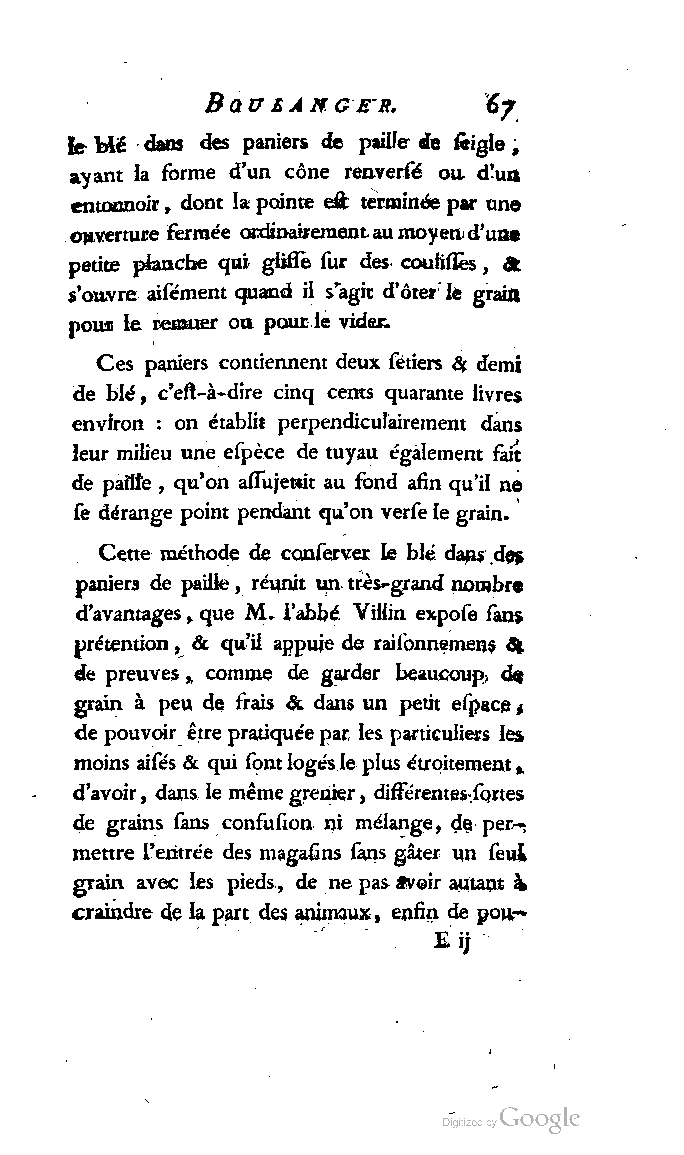 BOULANGER. 67
le blé dans des paniers de paille de ſeigle,
ayant la forme d'un cône renverſé ou d'un
entonnoir, dont la pointe eſt terminée par une
ouverture fermée ordinairement au moyen d'une
petite planche qui gliſſe ſur des couliſſes, &
s'ouvre aiſément quand il s'agit d'ôter le grain
pour le remuer ou pour le vider.
Ces paniers contiennent deux ſetiers & demi
de blé, c'eſt-à-dire cinq cents quarante livres
environ : on établit perpendiculairement dans
leur milieu une eſpèce de tuyau également fait
de paille, qu'on aſſujettit au fond afin qu'il ne
ſe dérange point pendant qu'on verſe le grain.
Cette méthode de conſerver le blé dans des
paniers de paille, réunit un très-grand nombre
d'avantages, que M. l'abbé Villin expoſe ſans
prétention, & qu'il appuie de raiſonnemens &
de preuves, comme de garder beaucoup de
grain à peu de frais & dans un petit eſpace,
de pouvoir être pratiquée par les particuliers les
moins aiſés & qui ſont logés le plus étroitement,
d'avoir, dans le même grenier, différentes ſortes
de grains ſans confuſion ni mélange, de per-
mettre l'entrée des magaſins ſans gâter un ſeul
grain avec les pieds, de ne pas avoir autant à
craindre de la part des animaux, enfin de pou-
E ij
Digitized by Google